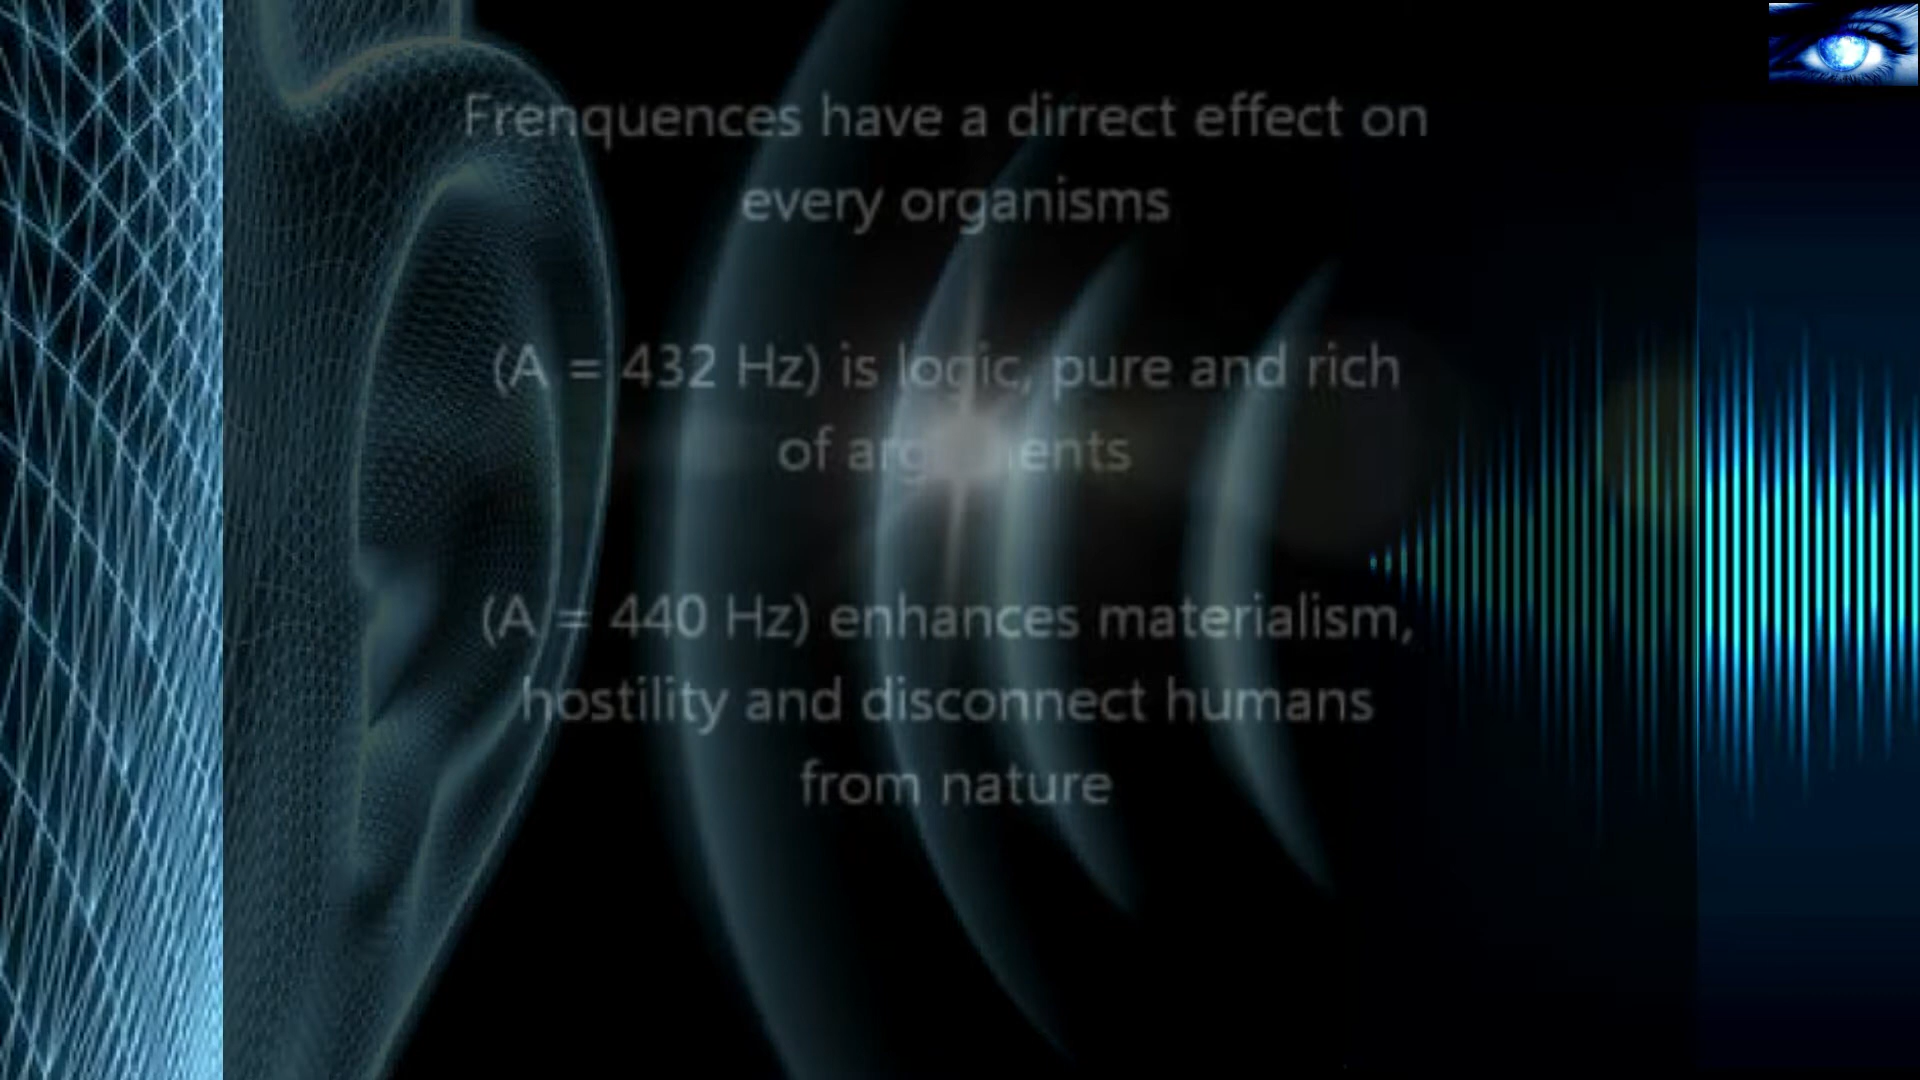 Frenquences have a dirrect effect on
every organisms
(A = 432 Hz) is logic, pure and rich
of
(A = 440 Hz) enhances materialism,
hostility and disconnect humans
from nature